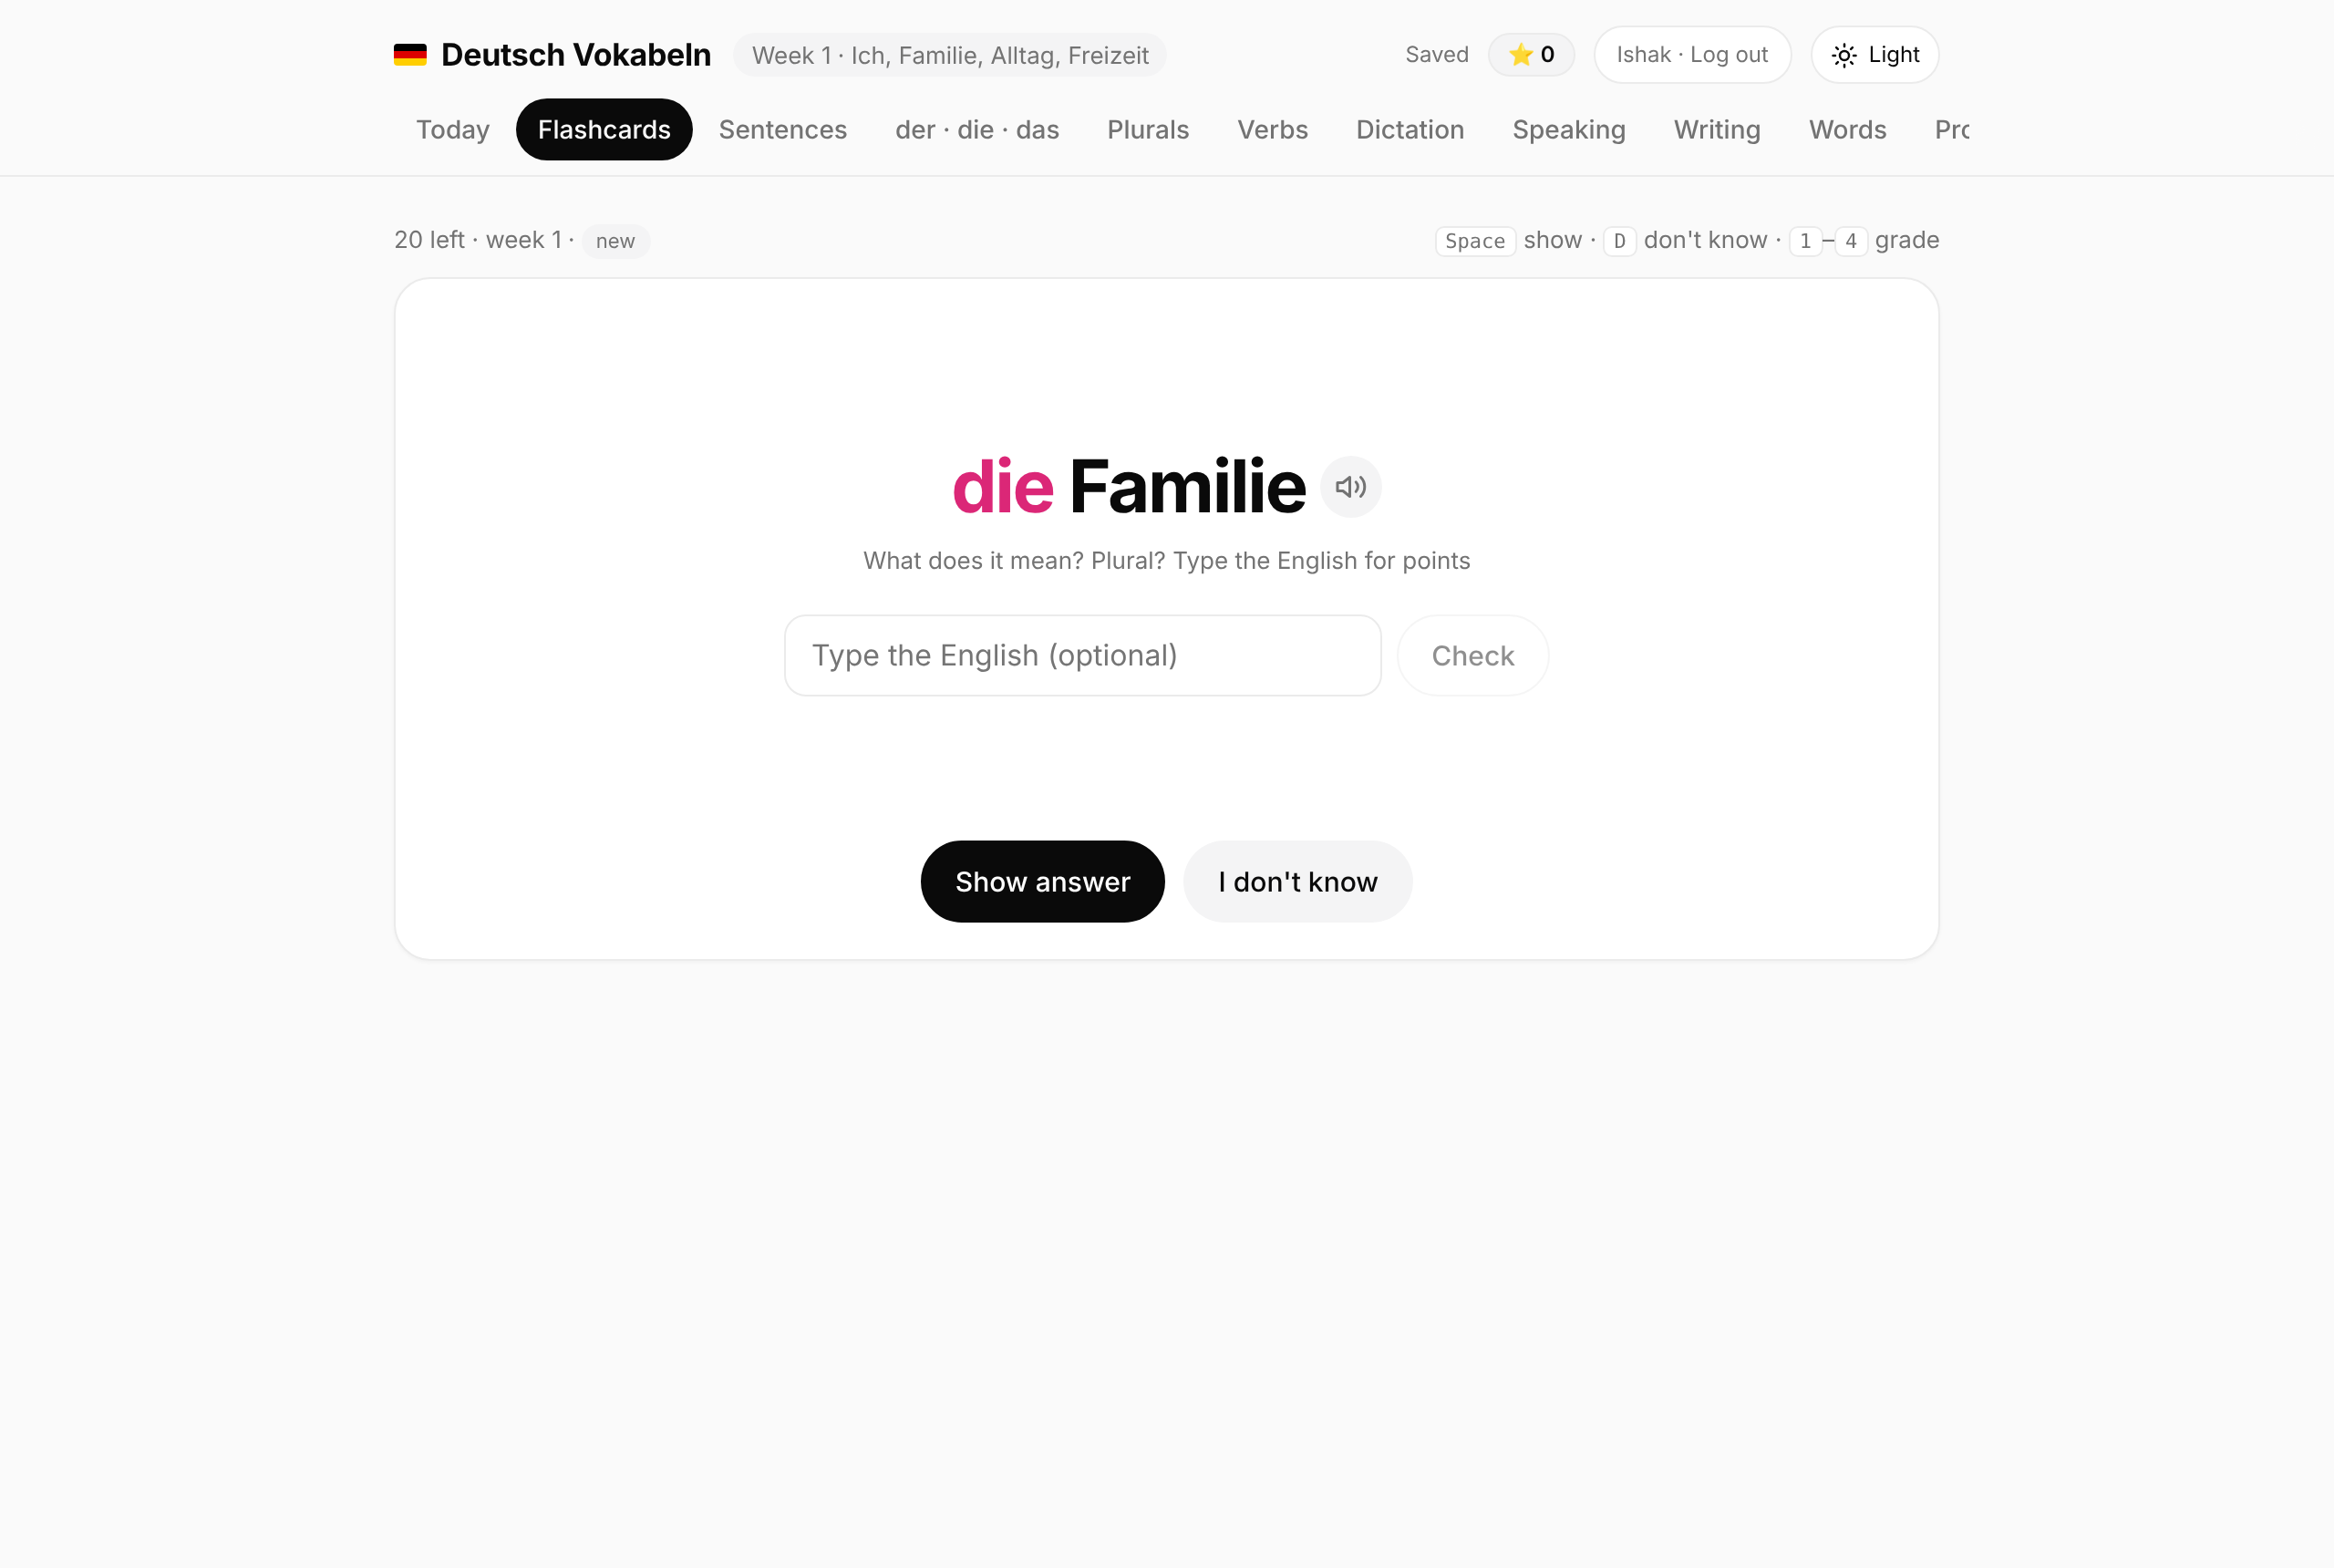 Deutsch Vokabeln Week 1 · Ich, Familie, Alltag, Freizeit Saved ⭐ 0 Ishak · Log out Light
Today Flashcards Sentences der · die · das Plurals Verbs Dictation Speaking Writing Words
20 left · week 1 · new Space show · D don't know · 1–4 grade
die Familie
What does it mean? Plural? Type the English for points
Type the English (optional) Check
Show answer I don't know